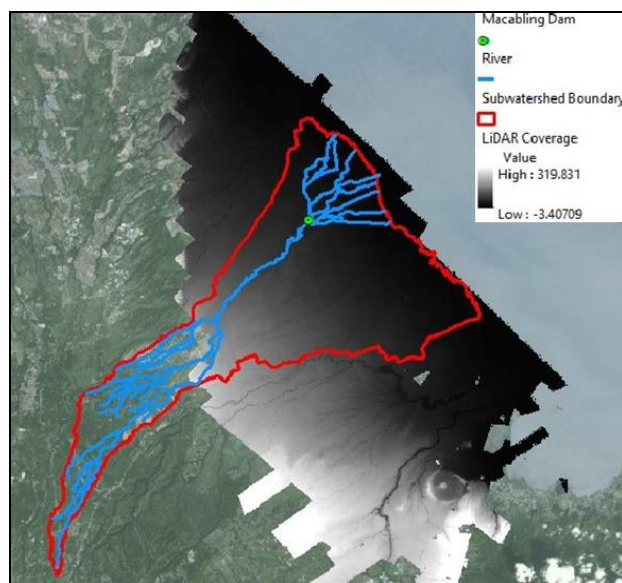 Macabling Dam
River
Subwatershed Boundary
LiDAR Coverage
Value
High : 319.831
Low : -3.40709